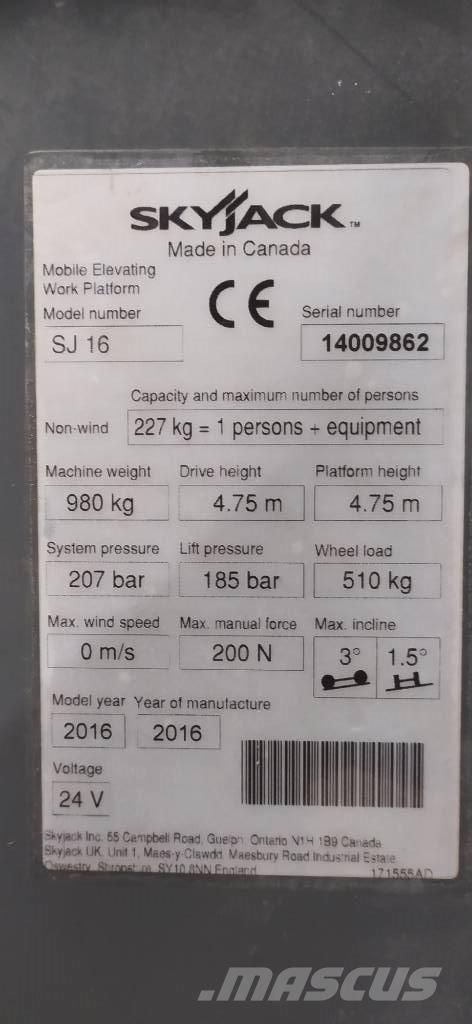 SKYJACK™
Made in Canada
Mobile Elevating
Work Platform
CE
Model number
Serial number
SJ 16
14009862
Capacity and maximum number of persons
Non-wind
227 kg = 1 persons + equipment
Machine weight Drive height Platform height
980 kg 4.75 m 4.75 m
System pressure Lift pressure Wheel load
207 bar 185 bar 510 kg
Max. wind speed Max. manual force Max. incline
0 m/s 200 N 3° 1.5°
Model year Year of manufacture
2016 2016
Voltage
24 V
Skyjack Inc. 55 Campbell Road, Guelph, Ontario N1H 1B9 Canada
Skyjack UK. Unit 1, Maes-y-Clawdd, Maesbury Road Industrial Estate,
Oswestry, Shropshire, SY10 8NN England
171555AD
MASCUS